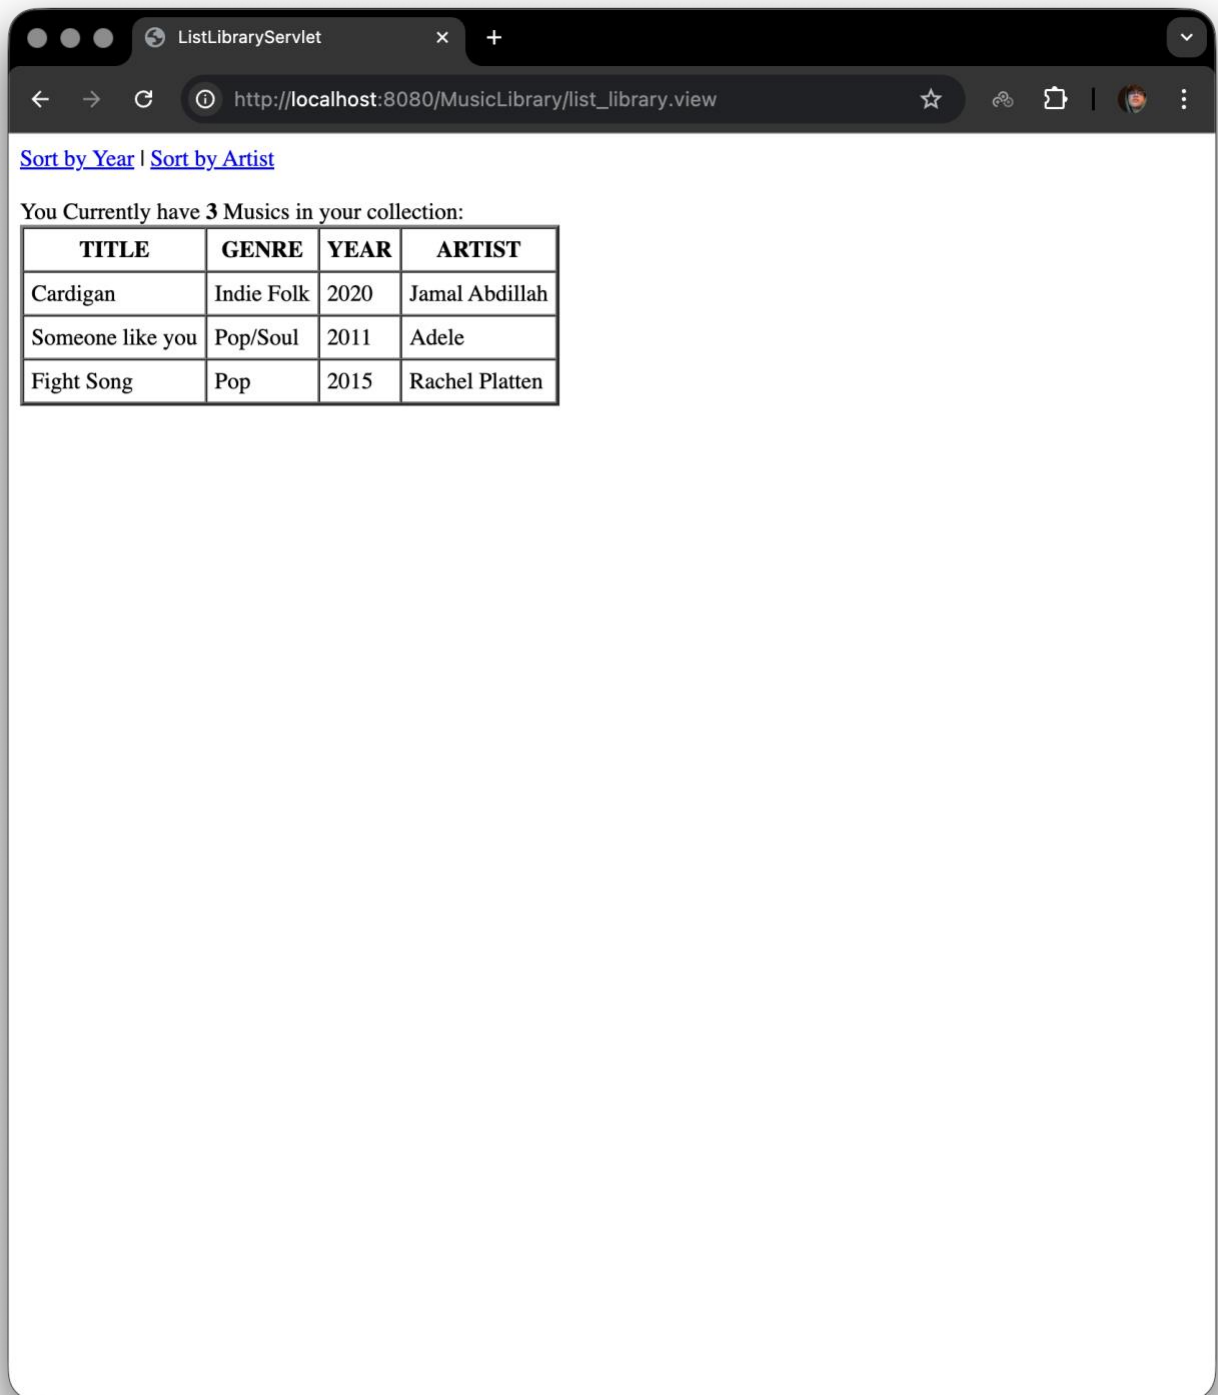 ListLibraryServlet
http://localhost:8080/MusicLibrary/list_library.view
Sort by Year | Sort by Artist
You Currently have 3 Musics in your collection:
TITLE GENRE YEAR ARTIST
Cardigan Indie Folk 2020 Jamal Abdillah
Someone like you Pop/Soul 2011 Adele
Fight Song Pop 2015 Rachel Platten